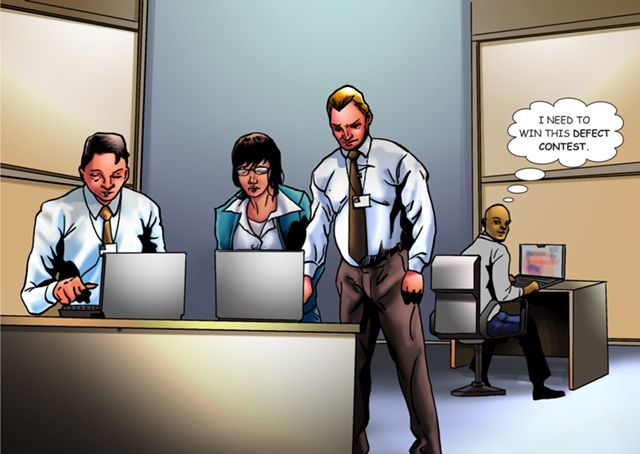 I NEED TO
WIN THIS DEFECT
CONTEST.